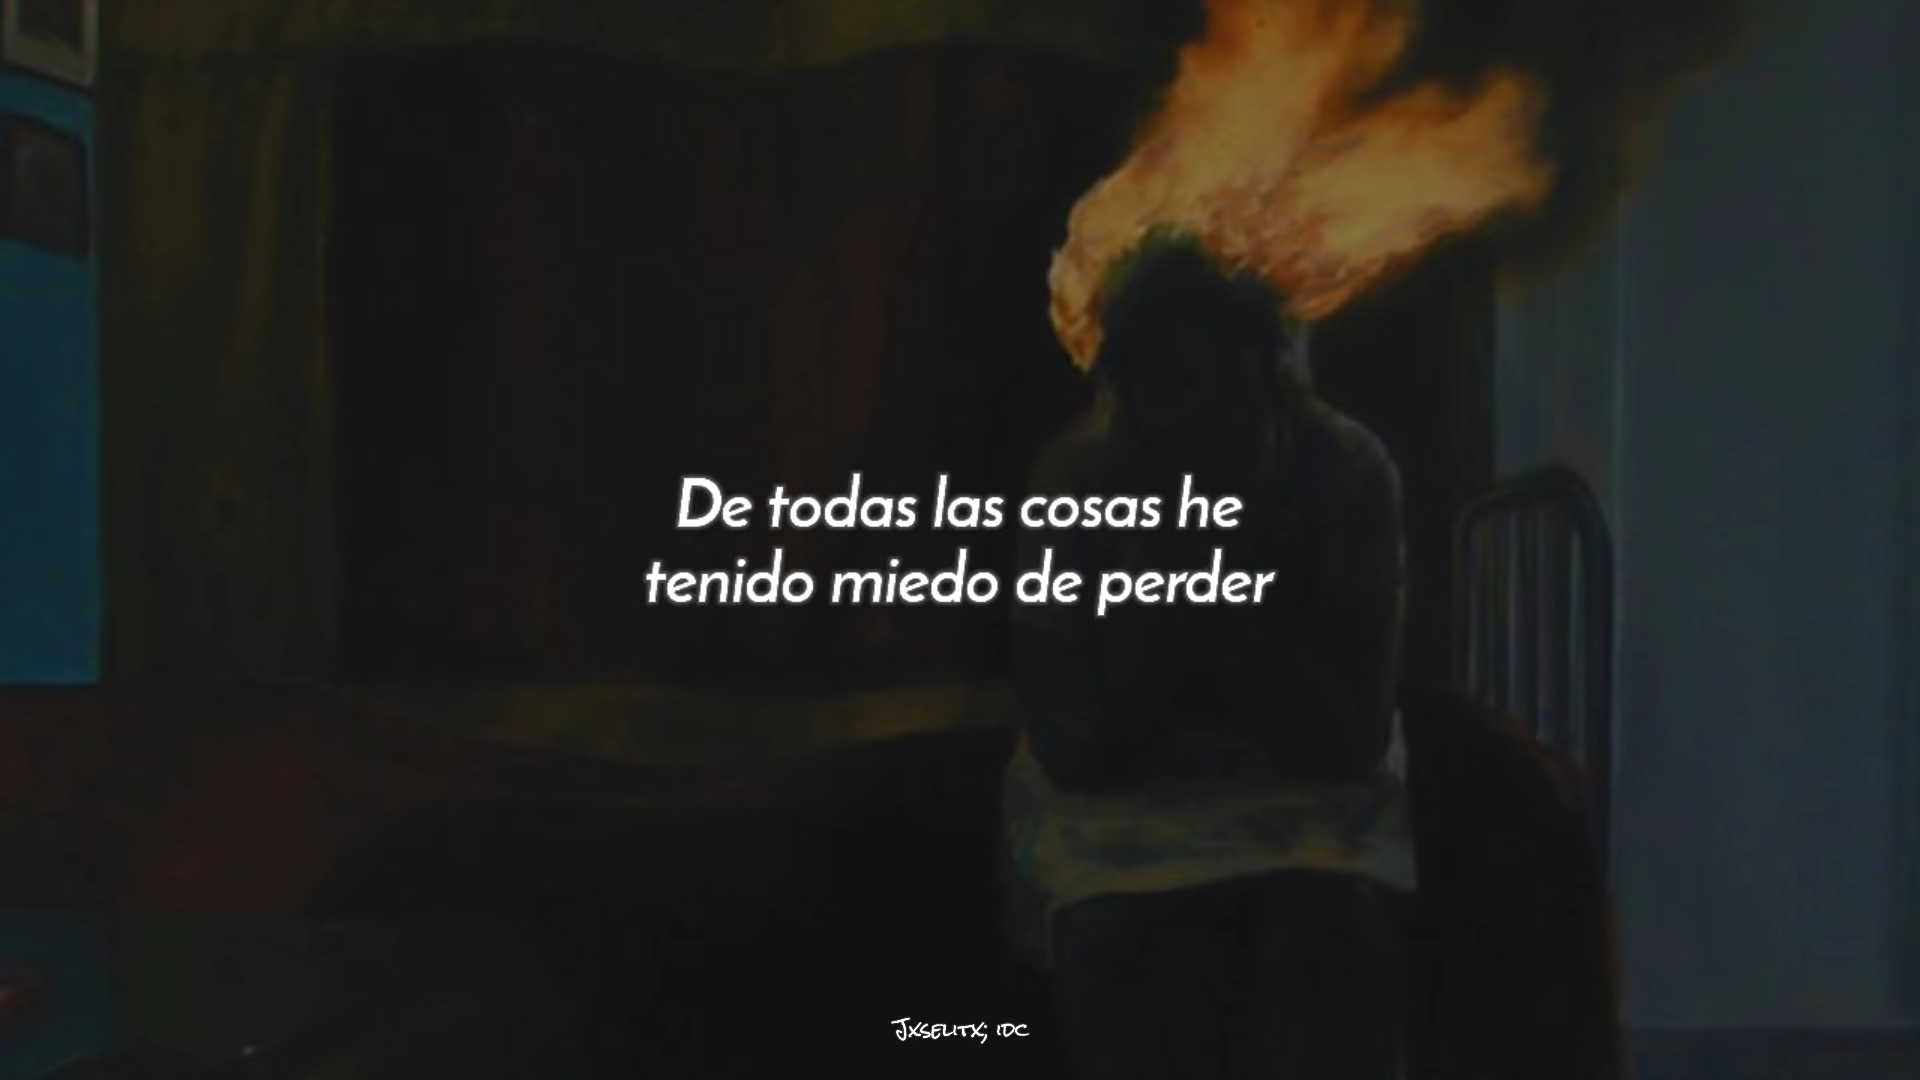 De todas las cosas he
tenido miedo de perder
Jxselitx; idc